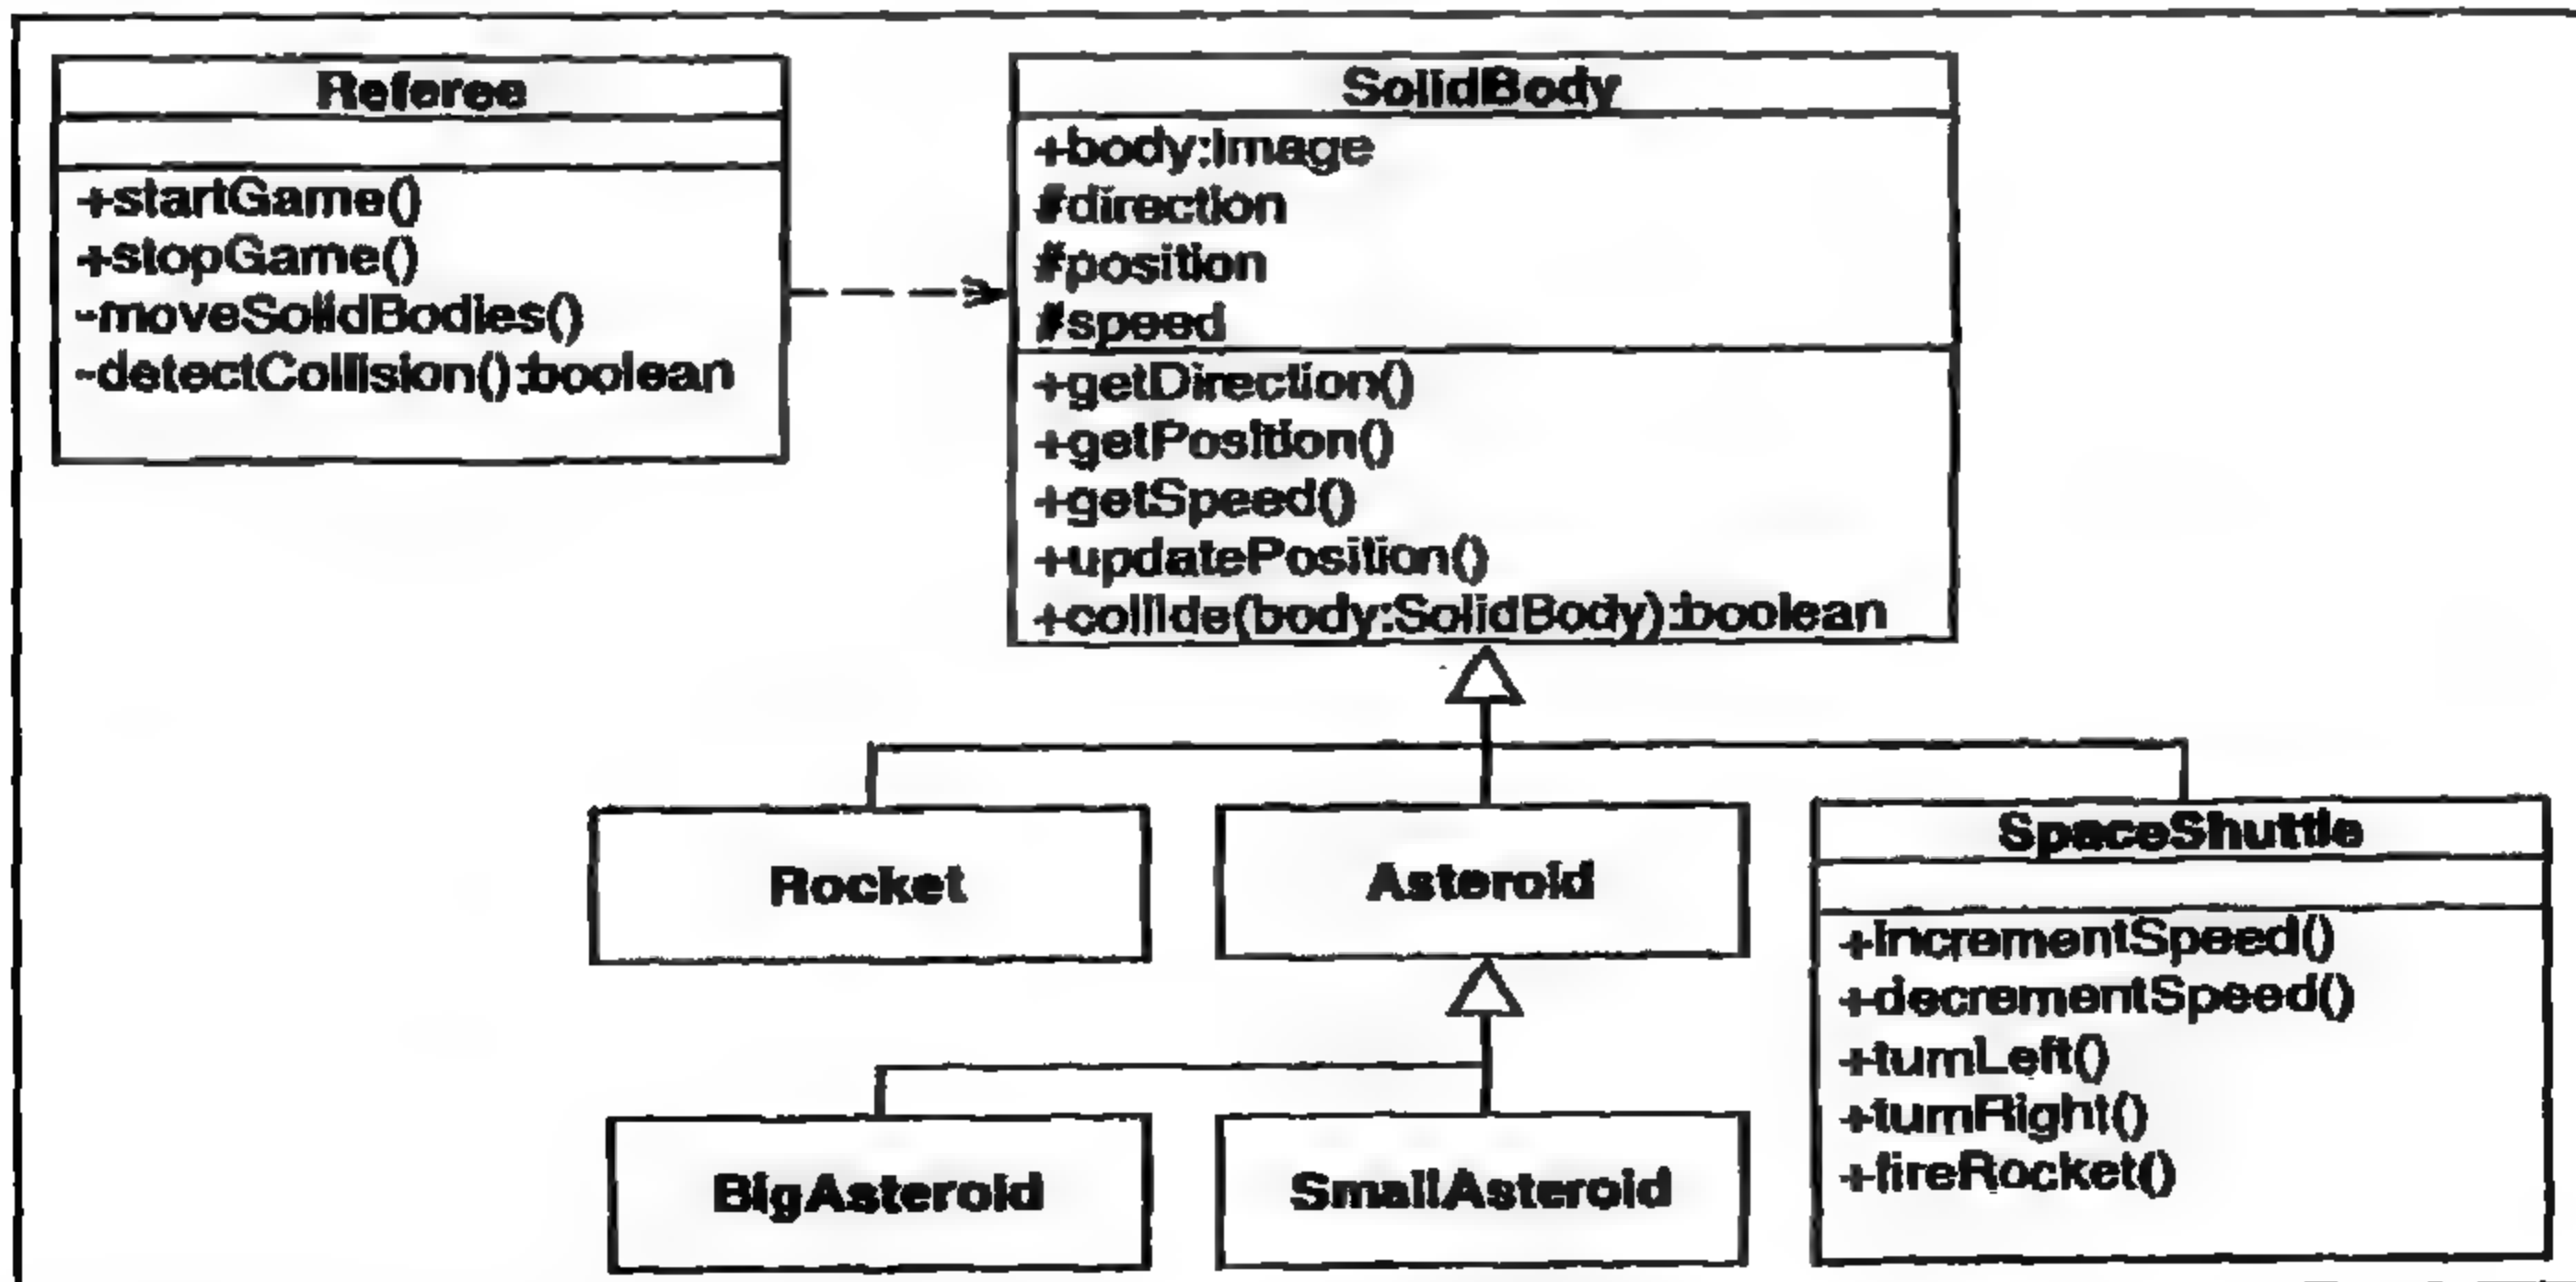 Referee
+startGame()
+stopGame()
-moveSolidBodies()
-detectCollision():boolean
SolidBody
+body:Image
#direction
#position
#speed
+getDirection()
+getPosition()
+getSpeed()
+updatePosition()
+collide(body:SolidBody):boolean
Rocket
Asteroid
SpaceShuttle
+incrementSpeed()
+decrementSpeed()
+turnLeft()
+turnRight()
+fireRocket()
BigAsteroid
SmallAsteroid